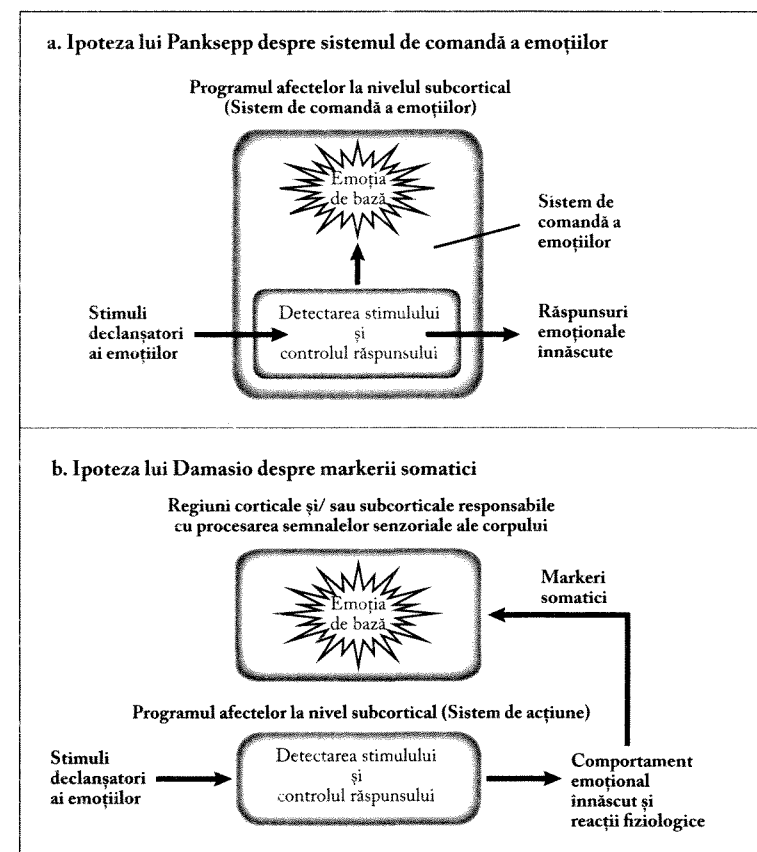 a. Ipoteza lui Panksepp despre sistemul de comandă a emoțiilor
Programul afectelor la nivelul subcortical
(Sistem de comandă a emoțiilor)
Emoția
de bază
Sistem de
comandă a
emoțiilor
Stimuli
declanșatori
ai emoțiilor
Detectarea stimulului
și
controlul răspunsului
Răspunsuri
emoționale
înnăscute
b. Ipoteza lui Damasio despre markerii somatici
Regiuni corticale și/ sau subcorticale responsabile
cu procesarea semnalelor senzoriale ale corpului
Emoția
de bază
Markeri
somatici
Programul afectelor la nivel subcortical (Sistem de acțiune)
Stimuli
declanșatori
ai emoțiilor
Detectarea stimulului
și
controlul răspunsului
Comportament
emoțional
înnăscut și
reacții fiziologice